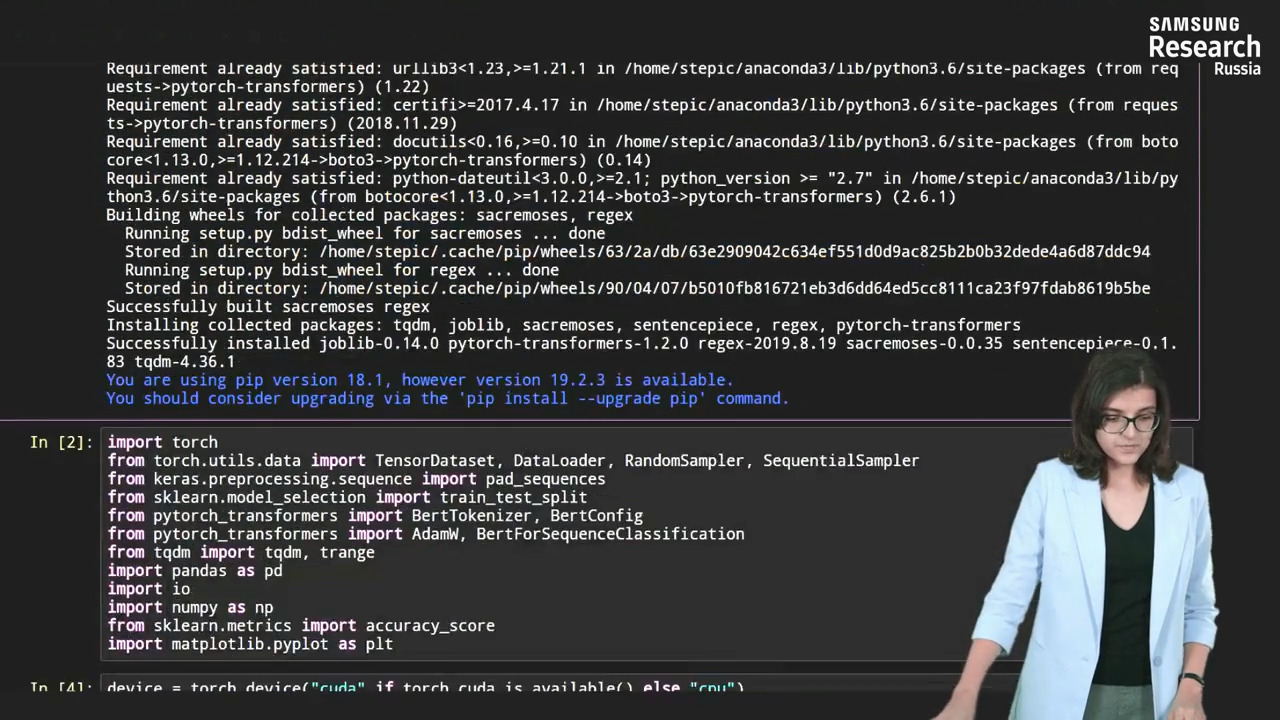 SAMSUNG
Research
Russia
Requirement already satisfied: urllib3<1.23,>=1.21.1 in /home/stepic/anaconda3/lib/python3.6/site-packages (from req
uests->pytorch-transformers) (1.22)
Requirement already satisfied: certifi>=2017.4.17 in /home/stepic/anaconda3/lib/python3.6/site-packages (from reques
ts->pytorch-transformers) (2018.11.29)
Requirement already satisfied: docutils<0.16,>=0.10 in /home/stepic/anaconda3/lib/python3.6/site-packages (from boto
core<1.13.0,>=1.12.214->boto3->pytorch-transformers) (0.14)
Requirement already satisfied: python-dateutil<3.0.0,>=2.1; python_version >= "2.7" in /home/stepic/anaconda3/lib/py
thon3.6/site-packages (from botocore<1.13.0,>=1.12.214->boto3->pytorch-transformers) (2.6.1)
Building wheels for collected packages: sacremoses, regex
Running setup.py bdist_wheel for sacremoses ... done
Stored in directory: /home/stepic/.cache/pip/wheels/63/2a/db/63e2909042c634ef551d0d9ac825b2b0b32dede4a6d87ddc94
Running setup.py bdist_wheel for regex ... done
Stored in directory: /home/stepic/.cache/pip/wheels/90/04/07/b5010fb816721eb3d6dd64ed5cc8111ca23f97fdab8619b5be
Successfully built sacremoses regex
Installing collected packages: tqdm, joblib, sacremoses, sentencepiece, regex, pytorch-transformers
Successfully installed joblib-0.14.0 pytorch-transformers-1.2.0 regex-2019.8.19 sacremoses-0.0.35 sentencepiece-0.1.
83 tqdm-4.36.1
You are using pip version 18.1, however version 19.2.3 is available.
You should consider upgrading via the 'pip install --upgrade pip' command.
In [2]: import torch
from torch.utils.data import TensorDataset, DataLoader, RandomSampler, SequentialSampler
from keras.preprocessing.sequence import pad_sequences
from sklearn.model_selection import train_test_split
from pytorch_transformers import BertTokenizer, BertConfig
from pytorch_transformers import AdamW, BertForSequenceClassification
from tqdm import tqdm, trange
import pandas as pd
import io
import numpy as np
from sklearn.metrics import accuracy_score
import matplotlib.pyplot as plt
In [4]: device = torch.device("cuda" if torch.cuda.is_available() else "cpu")